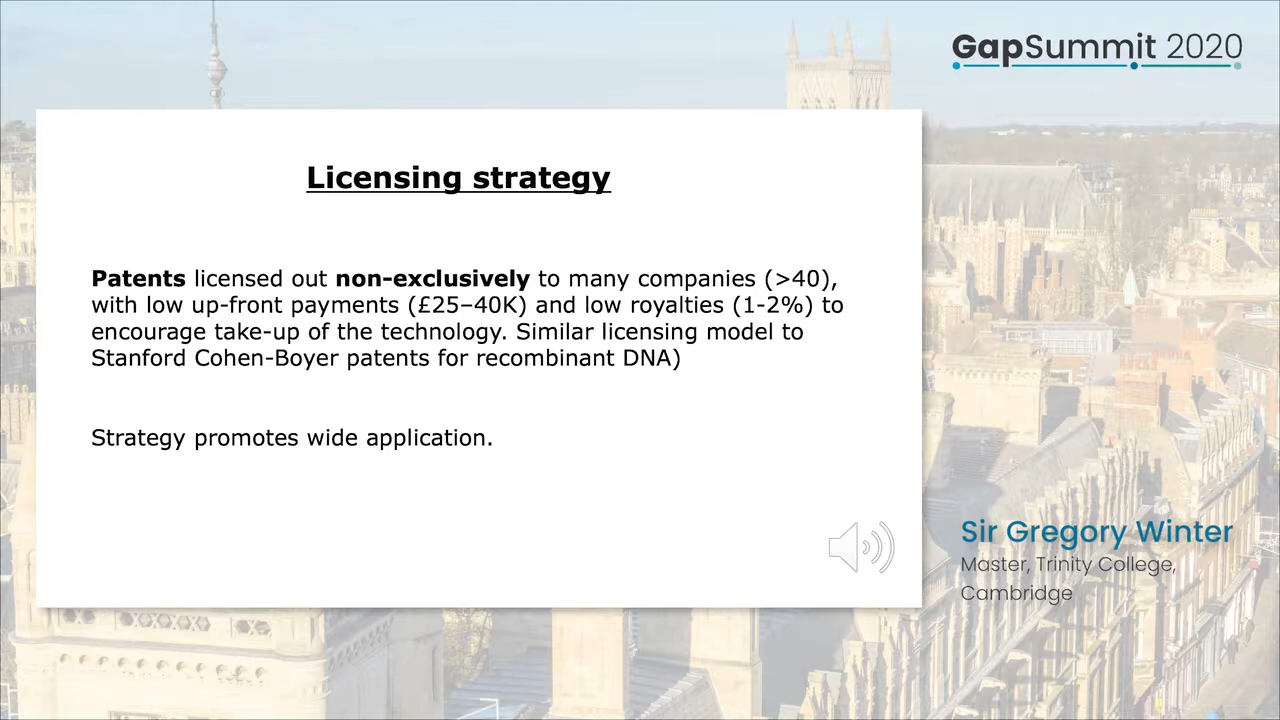 GapSummit 2020
Licensing strategy
Patents licensed out non-exclusively to many companies (>40),
with low up-front payments (£25–40K) and low royalties (1-2%) to
encourage take-up of the technology. Similar licensing model to
Stanford Cohen-Boyer patents for recombinant DNA)
Strategy promotes wide application.
Sir Gregory Winter
Master, Trinity College,
Cambridge